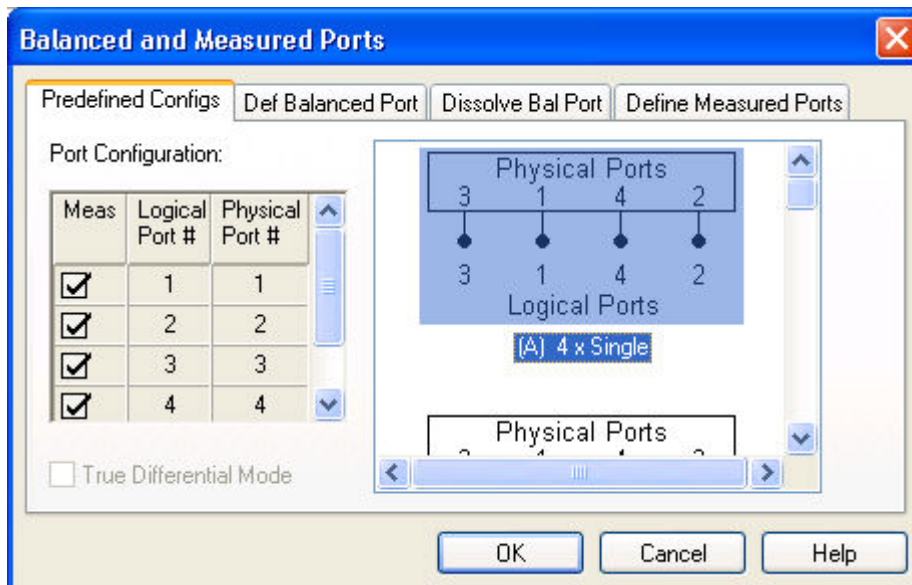 Balanced and Measured Ports
Predefined Configs Def Balanced Port Dissolve Bal Port Define Measured Ports
Port Configuration:
Meas Logical Port # Physical Port #
1 1
2 2
3 3
4 4
True Differential Mode
Physical Ports
3 1 4 2
3 1 4 2
Logical Ports
(A) 4 x Single
Physical Ports
OK Cancel Help